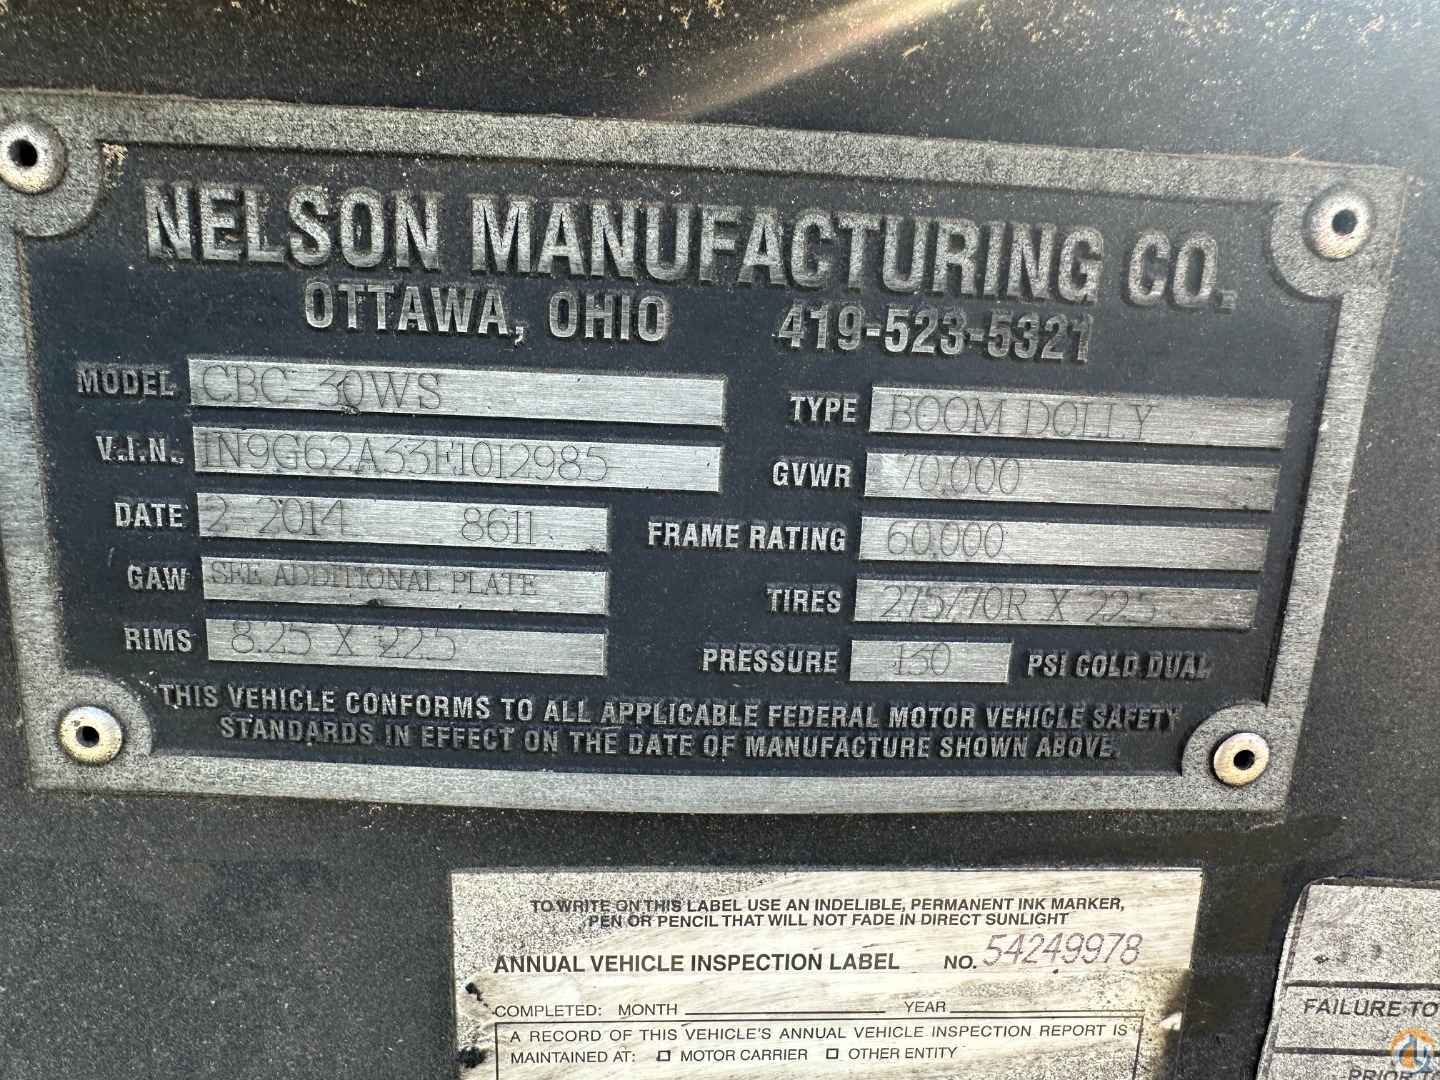 NELSON MANUFACTURING CO.
OTTAWA, OHIO 419-523-5321
MODEL CBC-30WS TYPE BOOM DOLLY
V.I.N. 1N9G62A33E1012985 GVWR 70,000
DATE 2-2014 8611 FRAME RATING 60,000
GAW SEE ADDITIONAL PLATE TIRES 275/70R X 22.5
RIMS 8.25 X 22.5 PRESSURE 130 PSI COLD DUAL
THIS VEHICLE CONFORMS TO ALL APPLICABLE FEDERAL MOTOR VEHICLE SAFETY
STANDARDS IN EFFECT ON THE DATE OF MANUFACTURE SHOWN ABOVE.
TO WRITE ON THIS LABEL USE AN INDELIBLE, PERMANENT INK MARKER,
PEN OR PENCIL THAT WILL NOT FADE IN DIRECT SUNLIGHT
ANNUAL VEHICLE INSPECTION LABEL NO. 54249978
COMPLETED: MONTH YEAR
A RECORD OF THIS VEHICLE'S ANNUAL VEHICLE INSPECTION REPORT IS
MAINTAINED AT: MOTOR CARRIER OTHER ENTITY
FAILURE TO
PRIOR TO